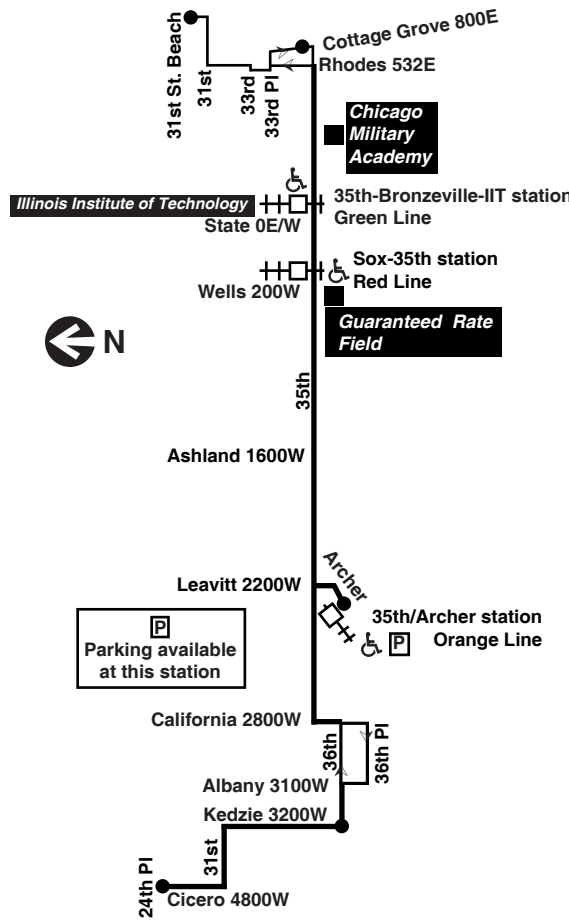 Cottage Grove 800E
Rhodes 532E
31st St. Beach
31st
33rd
33rd Pl
Chicago
Military
Academy
Illinois Institute of Technology
35th-Bronzeville-IIT station
Green Line
State 0E/W
Sox-35th station
Red Line
Wells 200W
Guaranteed Rate
Field
N
35th
Ashland 1600W
Leavitt 2200W
Archer
35th/Archer station
Orange Line
P
P
Parking available
at this station
California 2800W
36th
36th Pl
Albany 3100W
Kedzie 3200W
31st
24th Pl
Cicero 4800W